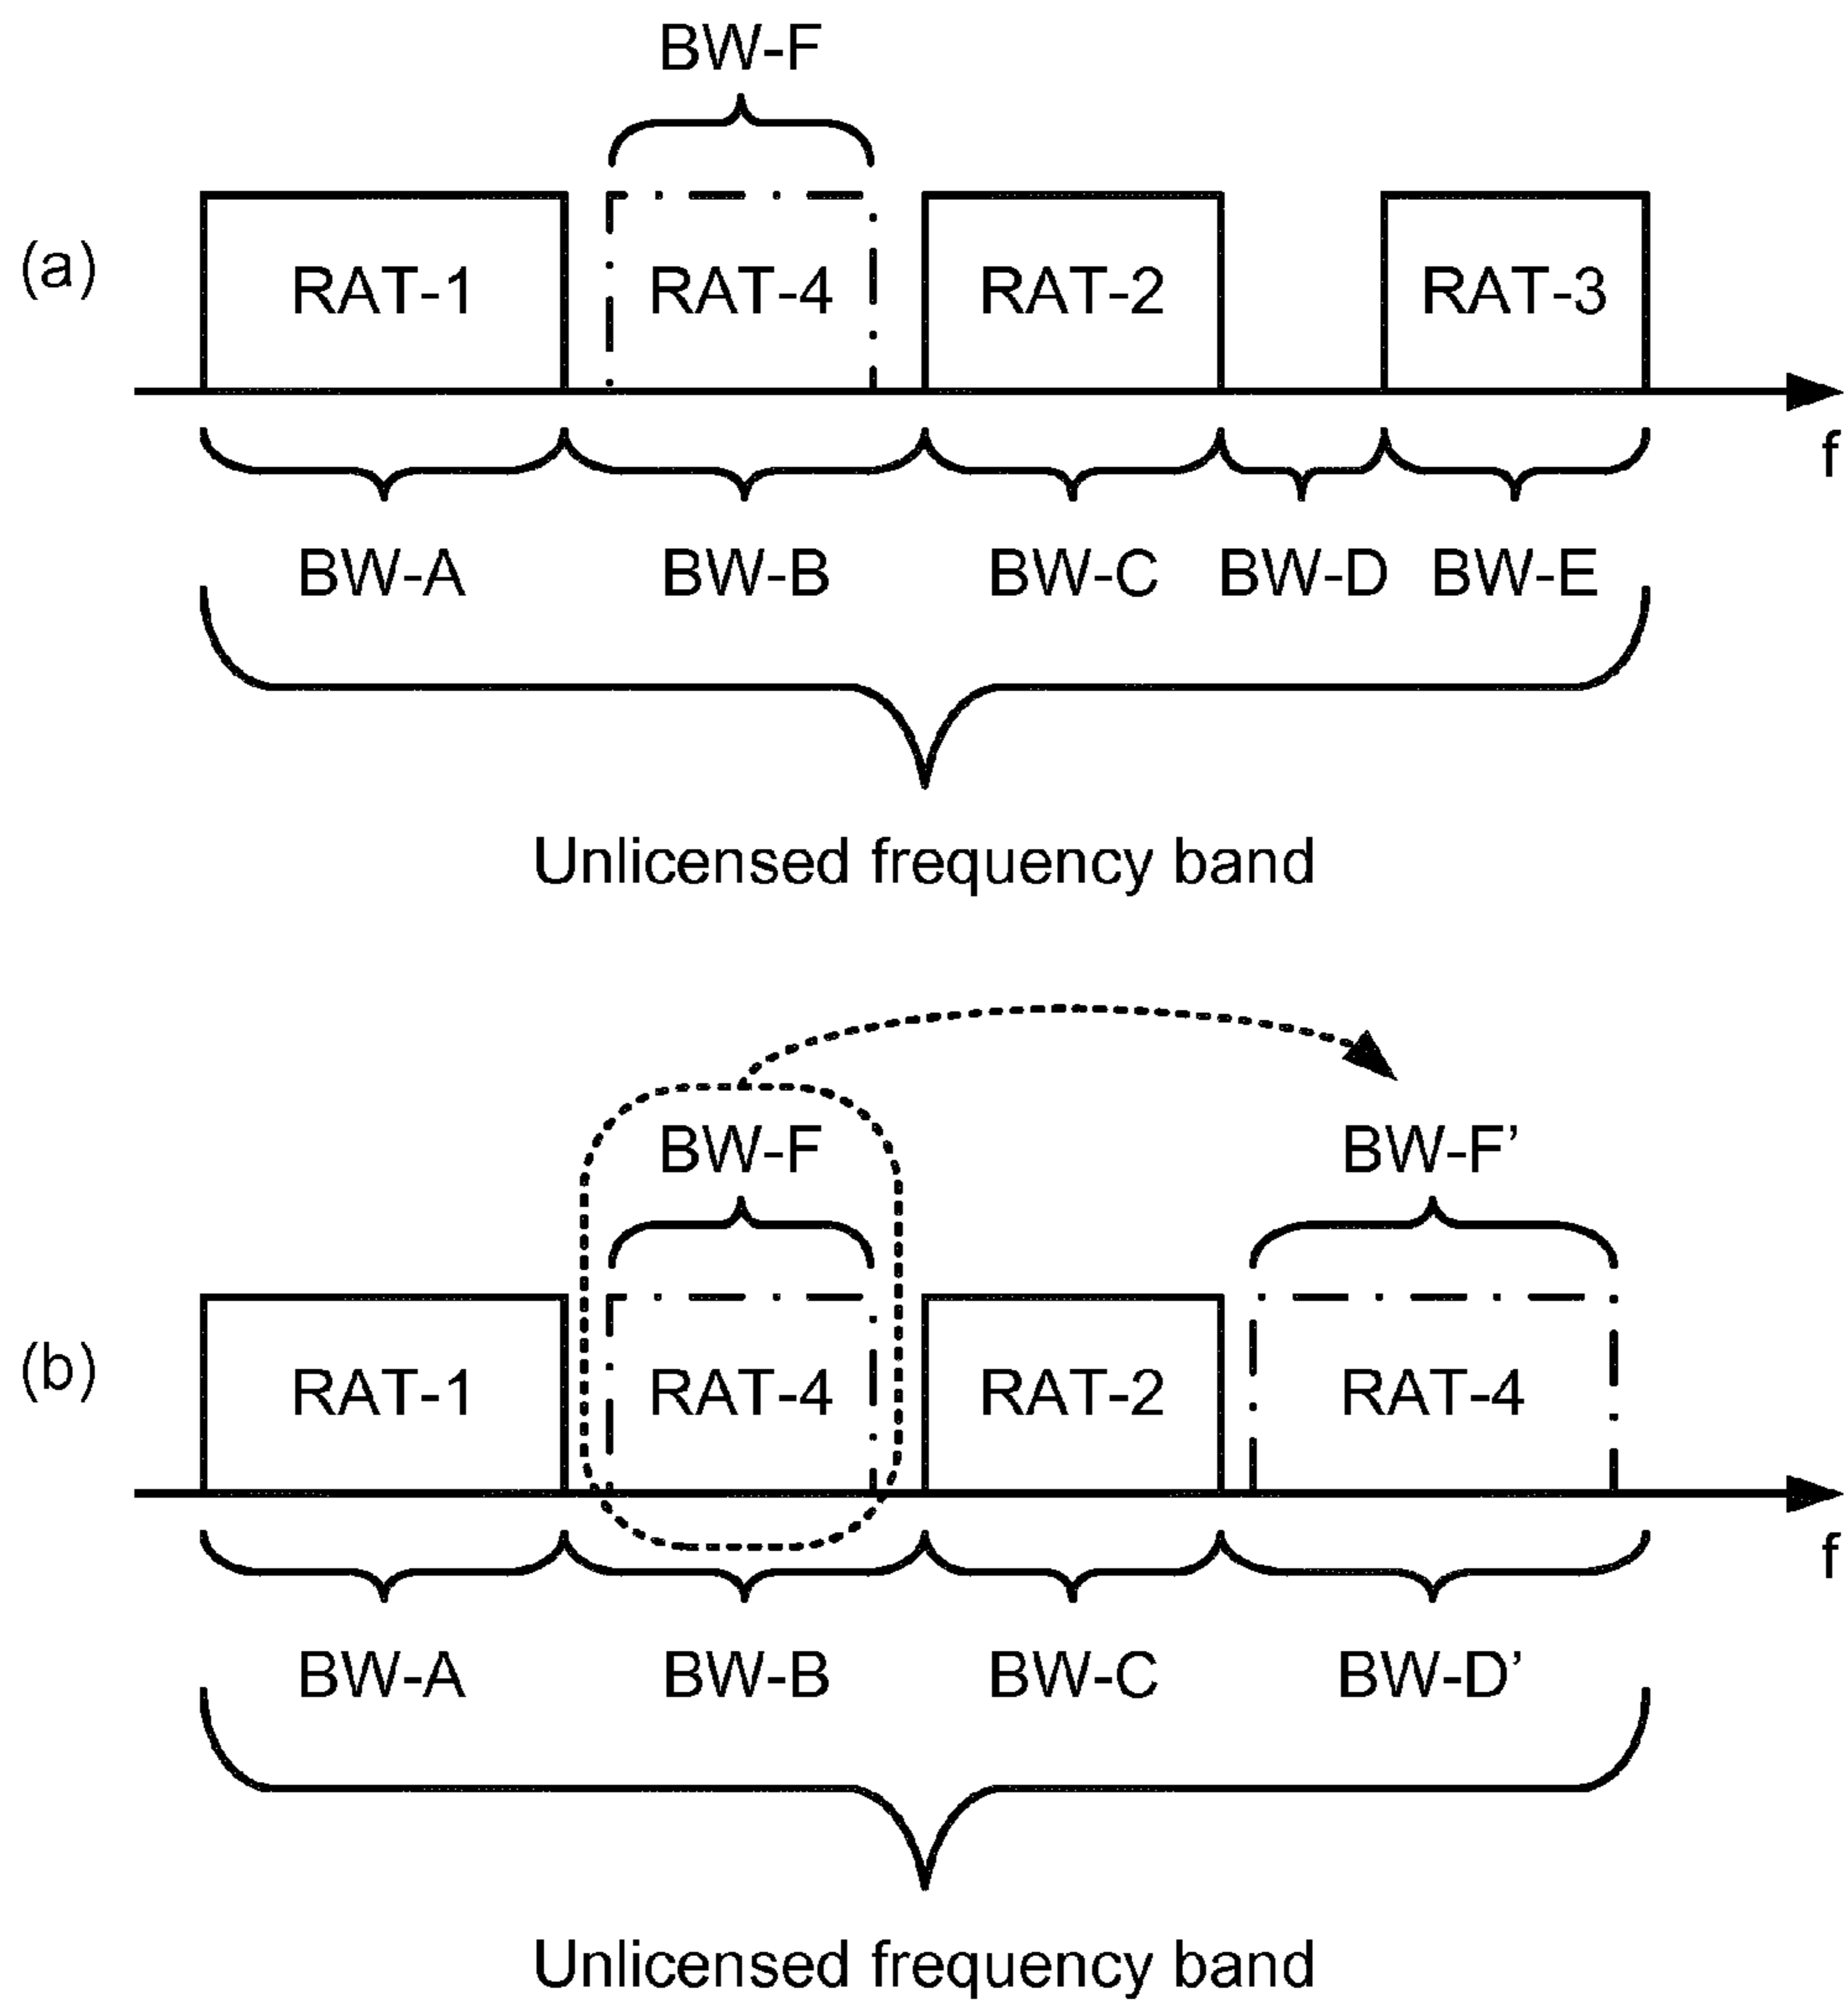 BW-F
(a)
RAT-1 RAT-4 RAT-2 RAT-3
f
BW-A BW-B BW-C BW-D BW-E
Unlicensed frequency band
BW-F BW-F’
(b)
RAT-1 RAT-4 RAT-2 RAT-4
f
BW-A BW-B BW-C BW-D’
Unlicensed frequency band